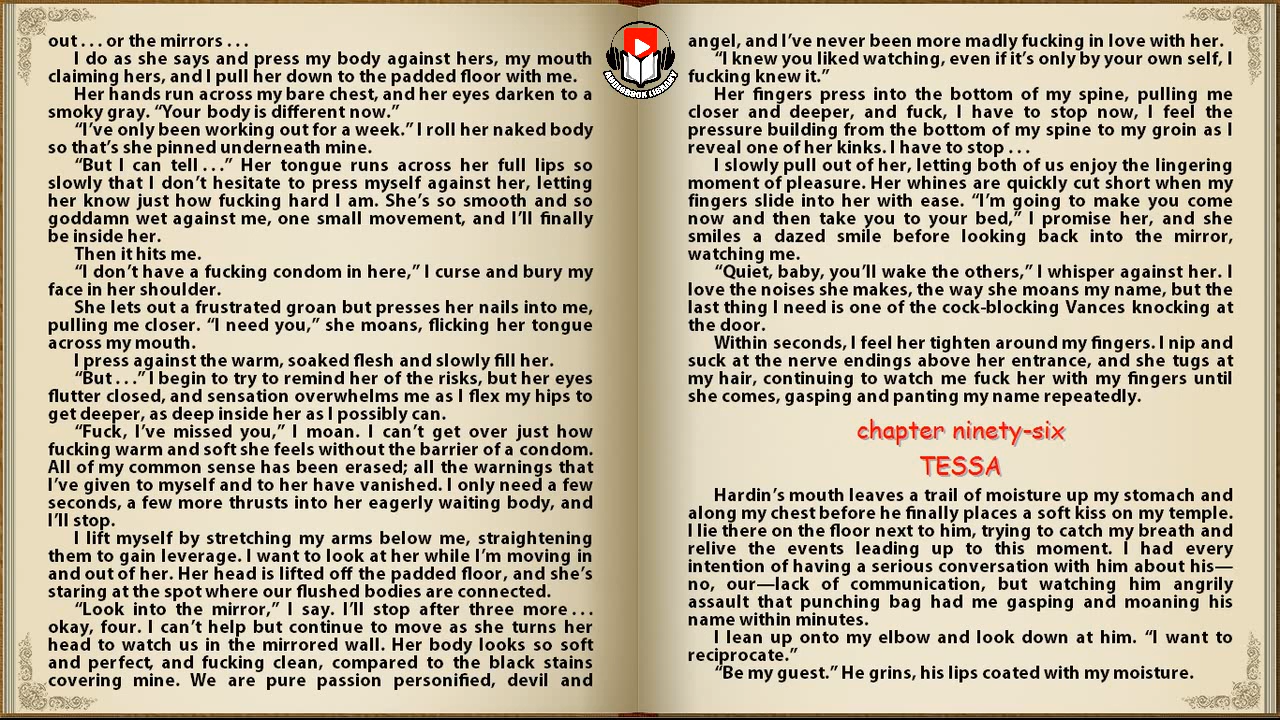 out . . . or the mirrors . . .
I do as she says and press my body against hers, my mouth
claiming hers, and I pull her down to the padded floor with me.
Her hands run across my bare chest, and her eyes darken to a
smoky gray. “Your body is different now.”
“I’ve only been working out for a week.” I roll her naked body
so that’s she pinned underneath mine.
“But I can tell . . .” Her tongue runs across her full lips so
slowly that I don’t hesitate to press myself against her, letting
her know just how fucking hard I am. She’s so smooth and so
goddamn wet against me, one small movement, and I’ll finally
be inside her.
Then it hits me.
“I don’t have a fucking condom in here,” I curse and bury my
face in her shoulder.
She lets out a frustrated groan but presses her nails into me,
pulling me closer. “I need you,” she moans, flicking her tongue
across my mouth.
I press against the warm, soaked flesh and slowly fill her.
“But . . .” I begin to try to remind her of the risks, but her eyes
flutter closed, and sensation overwhelms me as I flex my hips to
get deeper, as deep inside her as I possibly can.
“Fuck, I’ve missed you,” I moan. I can’t get over just how
fucking warm and soft she feels without the barrier of a condom.
All of my common sense has been erased; all the warnings that
I’ve given to myself and to her have vanished. I only need a few
seconds, a few more thrusts into her eagerly waiting body, and
I’ll stop.
I lift myself by stretching my arms below me, straightening
them to gain leverage. I want to look at her while I’m moving in
and out of her. Her head is lifted off the padded floor, and she’s
staring at the spot where our flushed bodies are connected.
“Look into the mirror,” I say. I’ll stop after three more . . .
okay, four. I can’t help but continue to move as she turns her
head to watch us in the mirrored wall. Her body looks so soft
and perfect, and fucking clean, compared to the black stains
covering mine. We are pure passion personified, devil and
AUDIOBOOK LIBRARY
angel, and I’ve never been more madly fucking in love with her.
“I knew you liked watching, even if it’s only by your own self, I
fucking knew it.”
Her fingers press into the bottom of my spine, pulling me
closer and deeper, and fuck, I have to stop now, I feel the
pressure building from the bottom of my spine to my groin as I
reveal one of her kinks. I have to stop . . .
I slowly pull out of her, letting both of us enjoy the lingering
moment of pleasure. Her whines are quickly cut short when my
fingers slide into her with ease. “I’m going to make you come
now and then take you to your bed,” I promise her, and she
smiles a dazed smile before looking back into the mirror,
watching me.
“Quiet, baby, you’ll wake the others,” I whisper against her. I
love the noises she makes, the way she moans my name, but the
last thing I need is one of the cock-blocking Vances knocking at
the door.
Within seconds, I feel her tighten around my fingers. I nip and
suck at the nerve endings above her entrance, and she tugs at
my hair, continuing to watch me fuck her with my fingers until
she comes, gasping and panting my name repeatedly.
chapter ninety-six
TESSA
Hardin’s mouth leaves a trail of moisture up my stomach and
along my chest before he finally places a soft kiss on my temple.
I lie there on the floor next to him, trying to catch my breath and
relive the events leading up to this moment. I had every
intention of having a serious conversation with him about his—
no, our—lack of communication, but watching him angrily
assault that punching bag had me gasping and moaning his
name within minutes.
I lean up onto my elbow and look down at him. “I want to
reciprocate.”
“Be my guest.” He grins, his lips coated with my moisture.